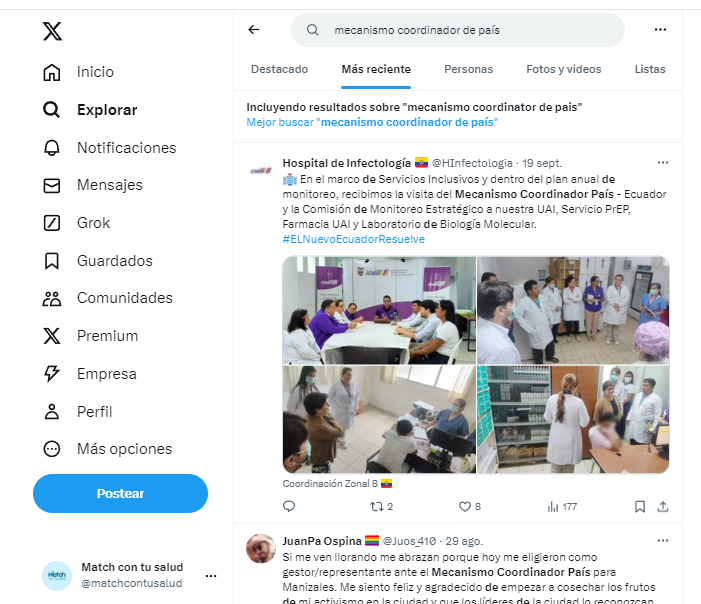 mecanismo coordinador de país
Inicio
Explorar
Notificaciones
Mensajes
Grok
Guardados
Comunidades
Premium
Empresa
Perfil
Más opciones
Postear
Match con tu salud
@matchcontusalud
Destacado
Más reciente
Personas
Fotos y videos
Listas
Incluyendo resultados sobre "mecanismo coordinator de pais"
Mejor buscar "mecanismo coordinador de país"
Hospital de Infectología 🇪🇨 @HInfectologia · 19 sept.
🏥 En el marco de Servicios Inclusivos y dentro del plan anual de
monitoreo, recibimos la visita del Mecanismo Coordinador País - Ecuador
y la Comisión de Monitoreo Estratégico a nuestra UAI, Servicio PrEP,
Farmacia UAI y Laboratorio de Biología Molecular.
#ELNuevoEcuadorResuelve
Coordinación Zonal 8 🇪🇨
2
8
177
JuanPa Ospina 🏳️‍🌈 @Juos_410 · 29 ago.
Si me ven llorando me abrazan porque hoy me eligieron como
gestor/representante ante el Mecanismo Coordinador País para
Manizales. Me siento feliz y agradecido de empezar a cosechar los frutos
de mi activismo en la ciudad y que los líderes de la ciudad lo reconozcan